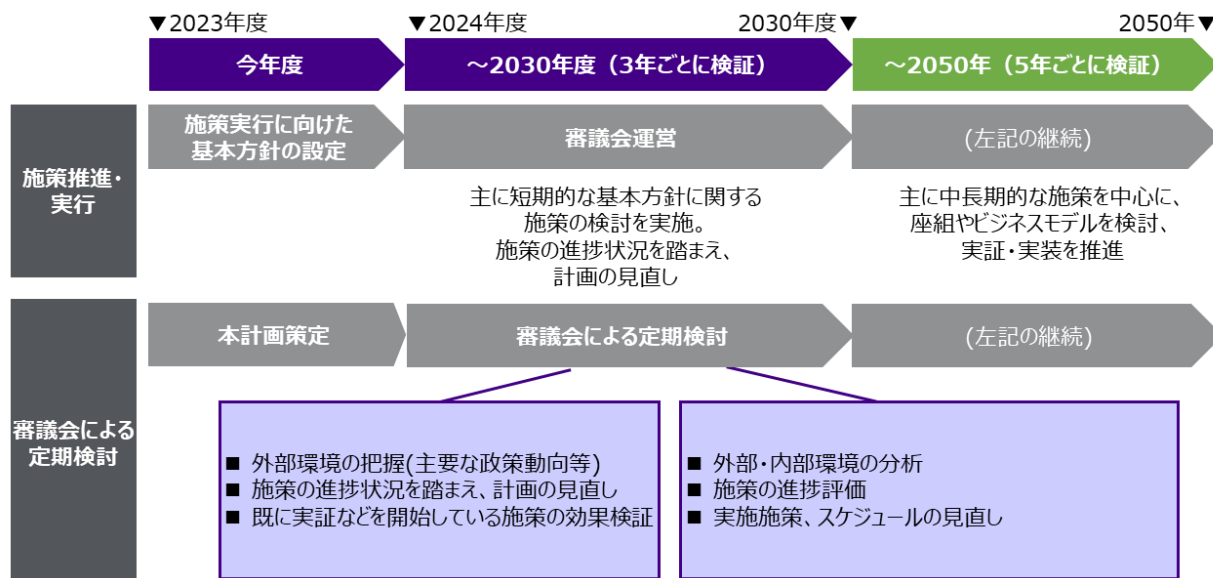 ▼2023年度
▼2024年度
2030年度▼
2050年▼
今年度
～2030年度（3年ごとに検証）
～2050年（5年ごとに検証）
施策推進・
実行
施策実行に向けた
基本方針の設定
審議会運営
(左記の継続)
主に短期的な基本方針に関する
施策の検討を実施。
施策の進捗状況を踏まえ、
計画の見直し
主に中長期的な施策を中心に、
座組やビジネスモデルを検討、
実証・実装を推進
審議会による
定期検討
本計画策定
審議会による定期検討
(左記の継続)
■ 外部環境の把握(主要な政策動向等)
■ 施策の進捗状況を踏まえ、計画の見直し
■ 既に実証などを開始している施策の効果検証
■ 外部・内部環境の分析
■ 施策の進捗評価
■ 実施施策、スケジュールの見直し